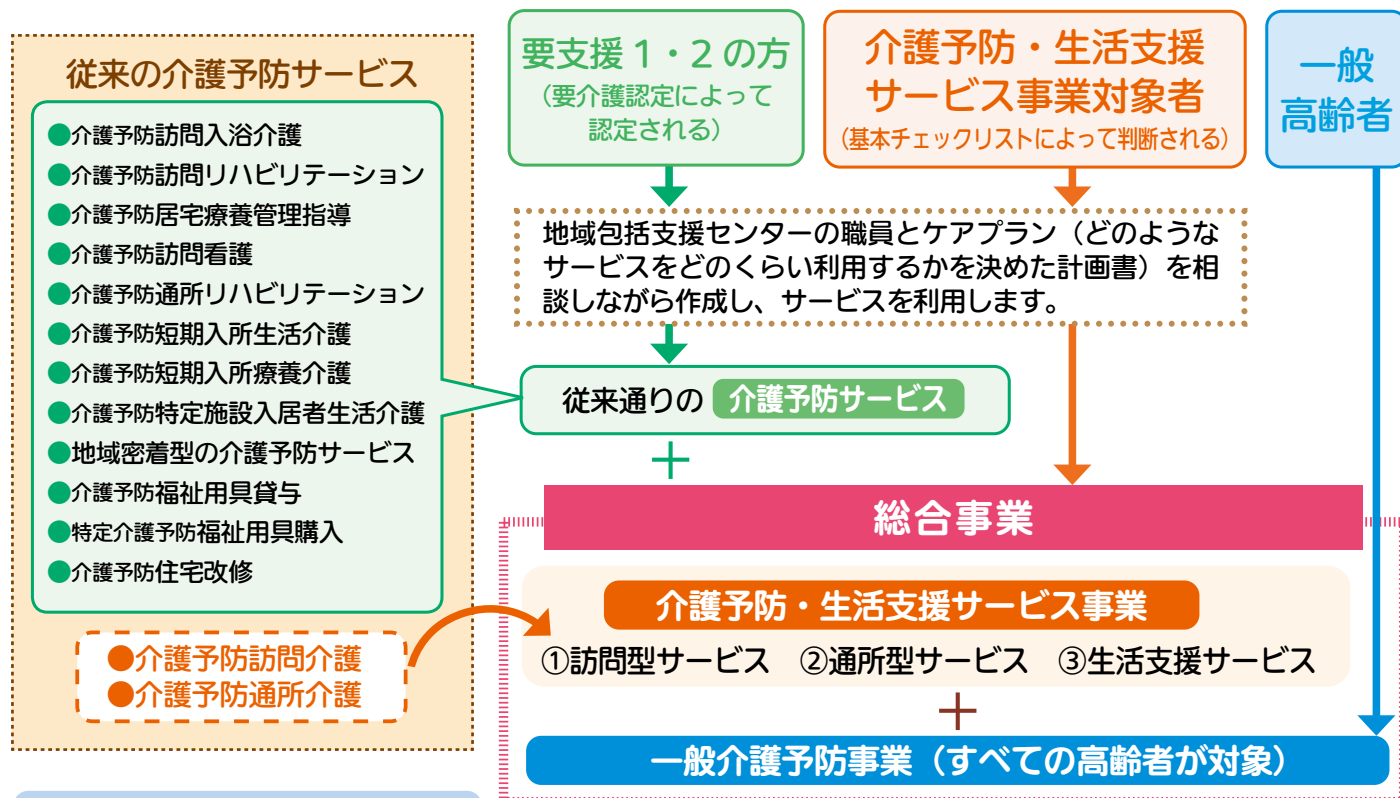 従来の介護予防サービス
●介護予防訪問入浴介護
●介護予防訪問リハビリテーション
●介護予防居宅療養管理指導
●介護予防訪問看護
●介護予防通所リハビリテーション
●介護予防短期入所生活介護
●介護予防短期入所療養介護
●介護予防特定施設入居者生活介護
●地域密着型の介護予防サービス
●介護予防福祉用具貸与
●特定介護予防福祉用具購入
●介護予防住宅改修
●介護予防訪問介護
●介護予防通所介護
要支援1・2の方
（要介護認定によって
認定される）
介護予防・生活支援
サービス事業対象者
（基本チェックリストによって判断される）
一般
高齢者
地域包括支援センターの職員とケアプラン（どのような
サービスをどのくらい利用するかを決めた計画書）を相
談しながら作成し、サービスを利用します。
従来通りの 介護予防サービス
＋
総合事業
介護予防・生活支援サービス事業
①訪問型サービス ②通所型サービス ③生活支援サービス
＋
一般介護予防事業（すべての高齢者が対象）